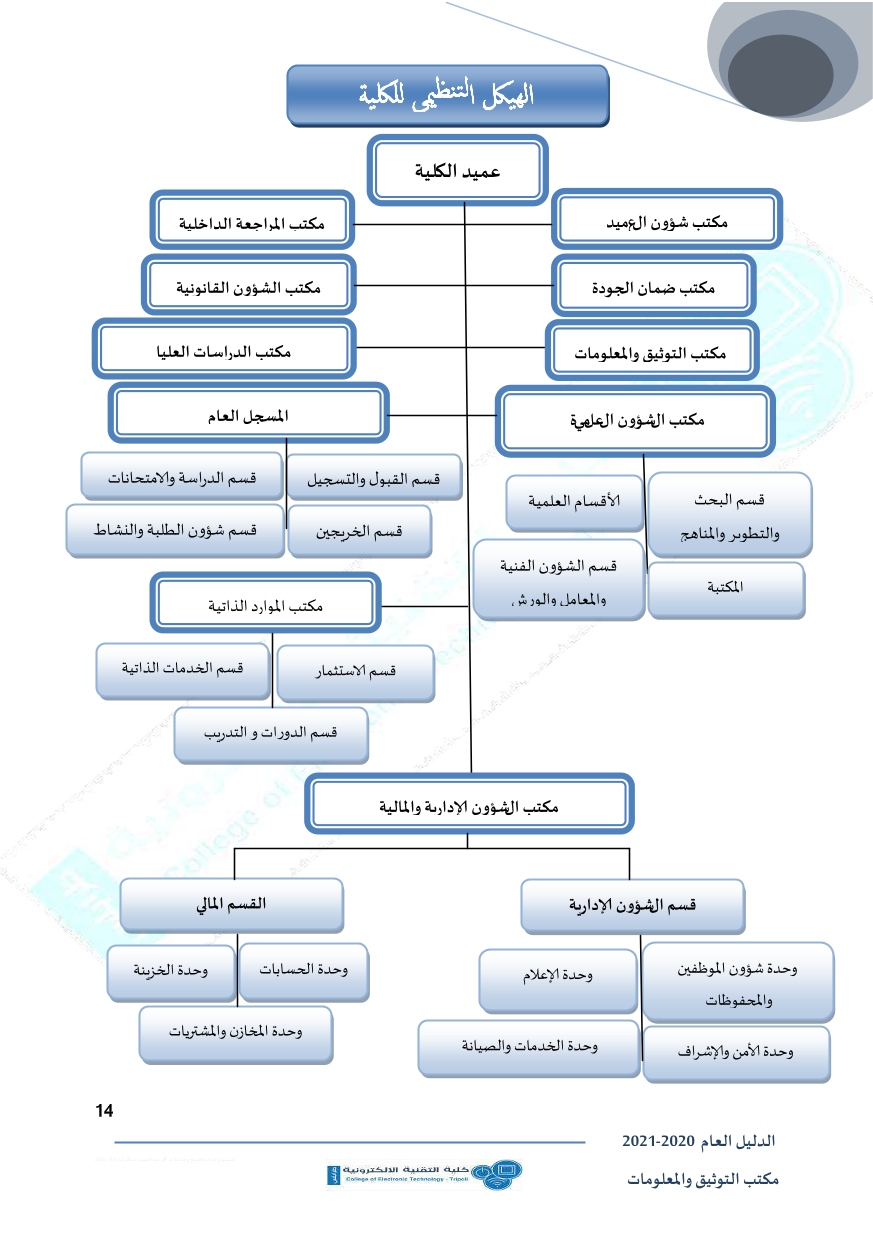 الهيكل التنظيمي للكلية
عميد الكلية
مكتب شؤون العميد
مكتب المراجعة الداخلية
مكتب ضمان الجودة
مكتب الشؤون القانونية
مكتب التوثيق والمعلومات
مكتب الدراسات العليا
مكتب الشؤون العلمية
المسجل العام
قسم البحث
والتطوير والمناهج
الأقسام العلمية
قسم الشؤون الفنية
والمعامل والورش
المكتبة
قسم القبول والتسجيل
قسم الدراسة والامتحانات
قسم الخريجين
قسم شؤون الطلبة والنشاط
مكتب الموارد الذاتية
قسم الاستثمار
قسم الخدمات الذاتية
قسم الدورات و التدريب
مكتب الشؤون الإدارية والمالية
قسم الشؤون الإدارية
القسم المالي
وحدة شؤون الموظفين
والمحفوظات
وحدة الإعلام
وحدة الأمن والإشراف
وحدة الخدمات والصيانة
وحدة الحسابات
وحدة الخزينة
وحدة المخازن والمشتريات
14
الدليل العام 2020-2021
مكتب التوثيق والمعلومات
كلية التقنية الالكترونية
College of Electronic Technology - Tripoli
طرابلس